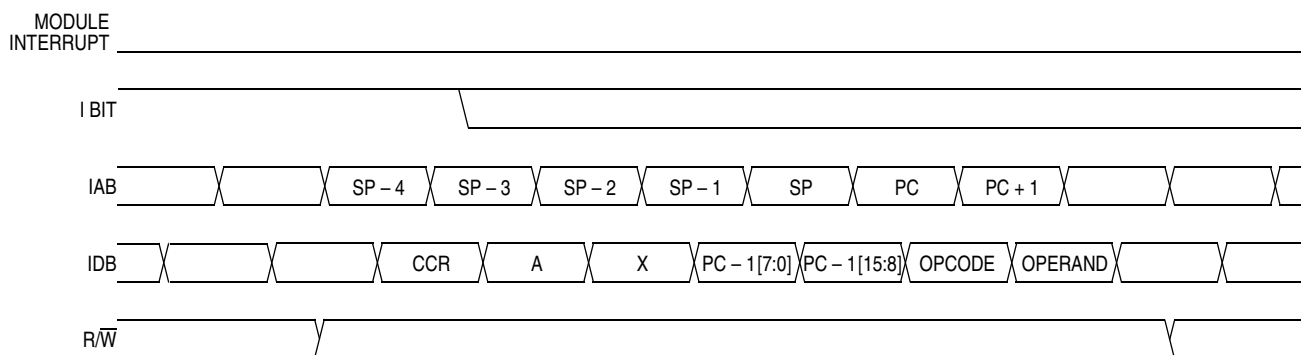 MODULE
INTERRUPT
I BIT
IAB SP – 4 SP – 3 SP – 2 SP – 1 SP PC PC + 1
IDB CCR A X PC – 1[7:0] PC – 1[15:8] OPCODE OPERAND
R/W̅